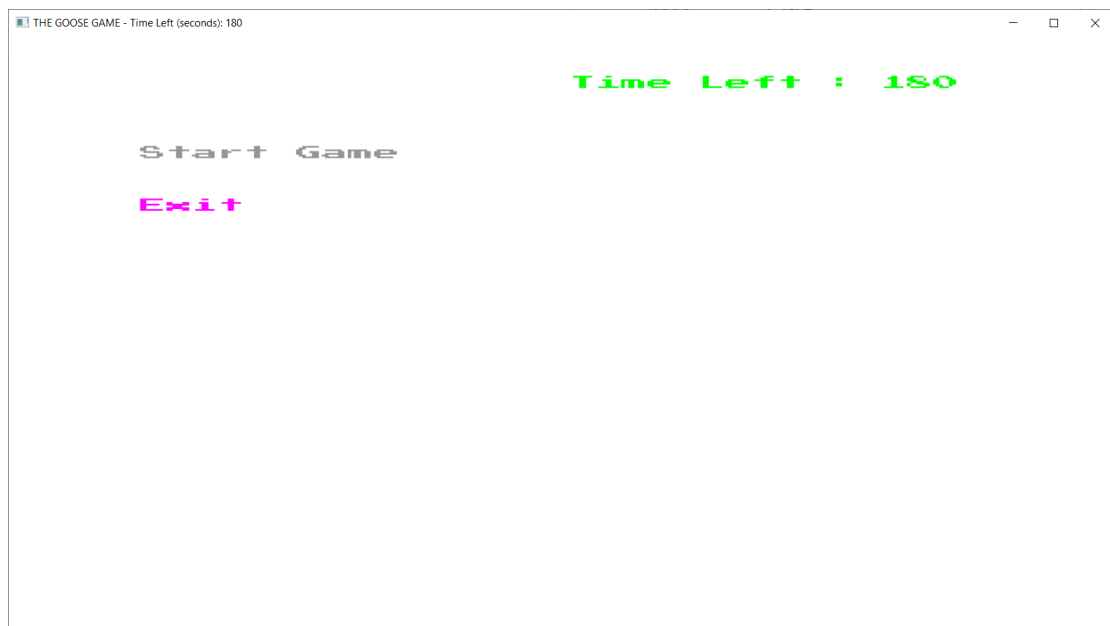 THE GOOSE GAME - Time Left (seconds): 180
Time Left : 180
Start Game
Exit